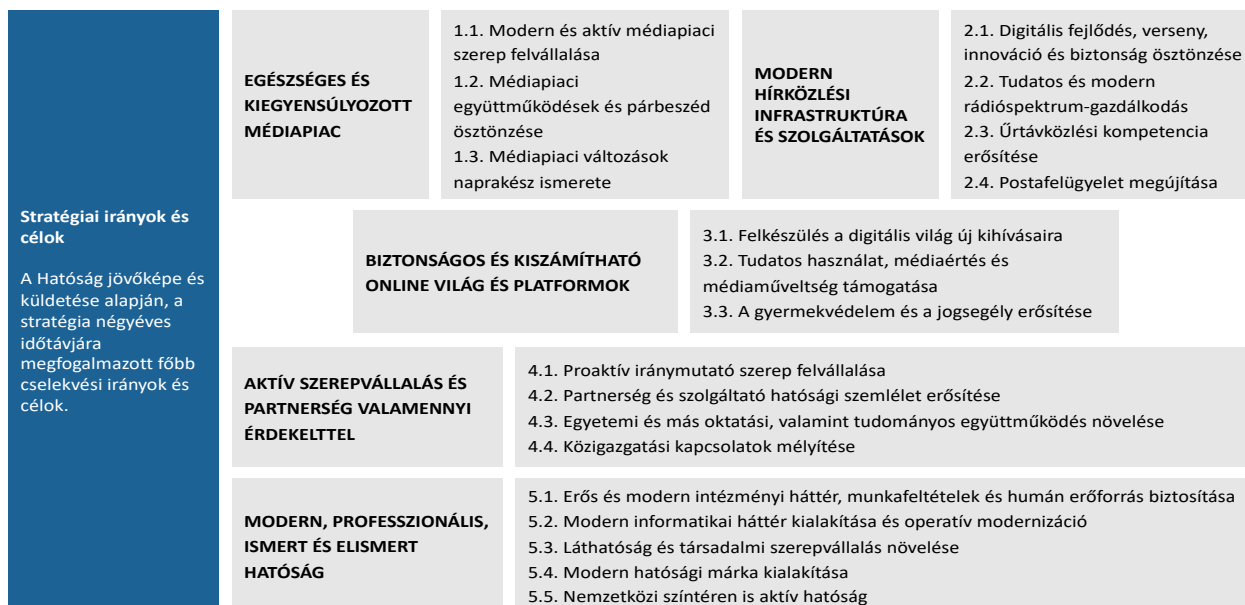 Stratégiai irányok és
célok
A Hatóság jövőképe és
küldetése alapján, a
stratégia négyéves
időtávjára
megfogalmazott főbb
cselekvési irányok és
célok.
EGÉSZSÉGES ÉS
KIEGYENSÚLYOZOTT
MÉDIAPIAC
1.1. Modern és aktív médiapiaci
szerep felvállalása
1.2. Médiapiaci
együttműködések és párbeszéd
ösztönzése
1.3. Médiapiaci változások
naprakész ismerete
MODERN
HÍRKÖZLÉSI
INFRASTRUKTÚRA
ÉS SZOLGÁLTATÁSOK
2.1. Digitális fejlődés, verseny,
innováció és biztonság ösztönzése
2.2. Tudatos és modern
rádióspektrum-gazdálkodás
2.3. Űrtávközlési kompetencia
erősítése
2.4. Postafelügyelet megújítása
BIZTONSÁGOS ÉS KISZÁMÍTHATÓ
ONLINE VILÁG ÉS PLATFORMOK
3.1. Felkészülés a digitális világ új kihívásaira
3.2. Tudatos használat, médiaértés és
médiaműveltség támogatása
3.3. A gyermekvédelem és a jogsegély erősítése
AKTÍV SZEREPVÁLLALÁS ÉS
PARTNERSÉG VALAMENNYI
ÉRDEKELTTEL
4.1. Proaktív iránymutató szerep felvállalása
4.2. Partnerség és szolgáltató hatósági szemlélet erősítése
4.3. Egyetemi és más oktatási, valamint tudományos együttműködés növelése
4.4. Közigazgatási kapcsolatok mélyítése
MODERN, PROFESSZIONÁLIS,
ISMERT ÉS ELISMERT
HATÓSÁG
5.1. Erős és modern intézményi háttér, munkafeltételek és humán erőforrás biztosítása
5.2. Modern informatikai háttér kialakítása és operatív modernizáció
5.3. Láthatóság és társadalmi szerepvállalás növelése
5.4. Modern hatósági márka kialakítása
5.5. Nemzetközi színtéren is aktív hatóság